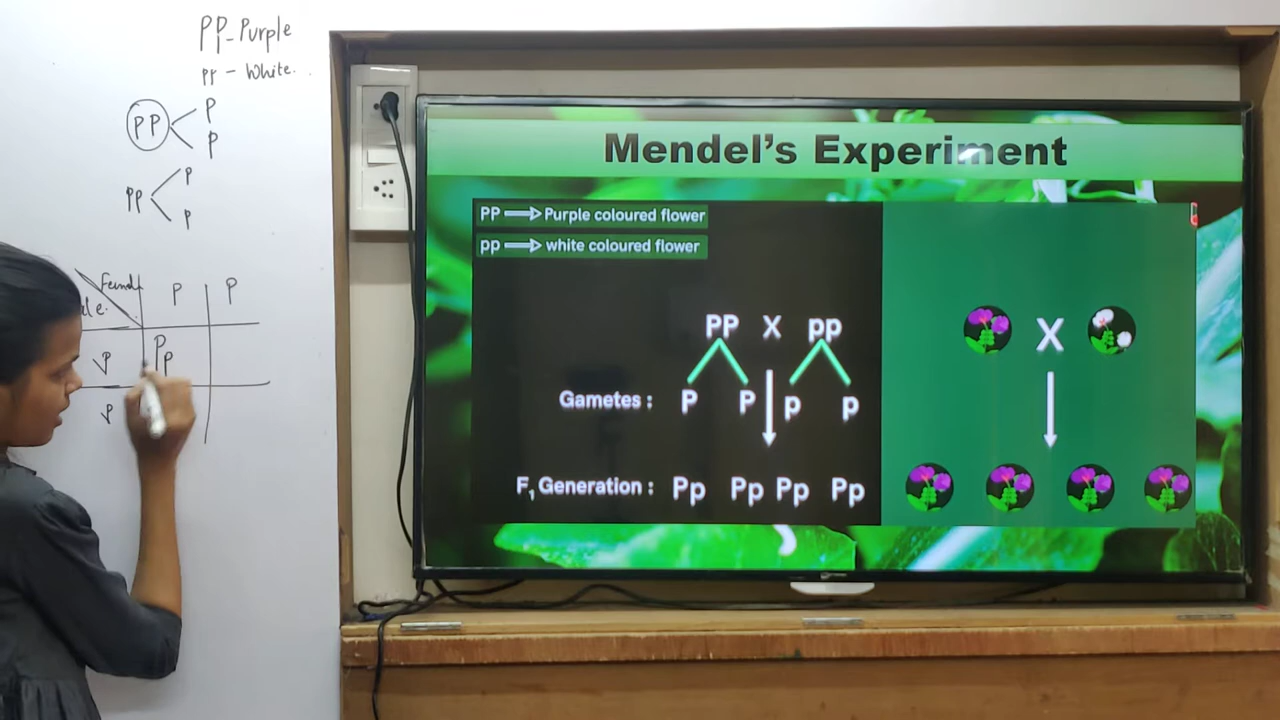 PP - Purple
pp - White.
PP
P
P
pp
p
p
Female
P
P
p
P
p
p
Mendel's Experiment
PP → Purple coloured flower
pp → white coloured flower
PP X pp
X
Gametes : P P p p
F₁ Generation : Pp Pp Pp Pp